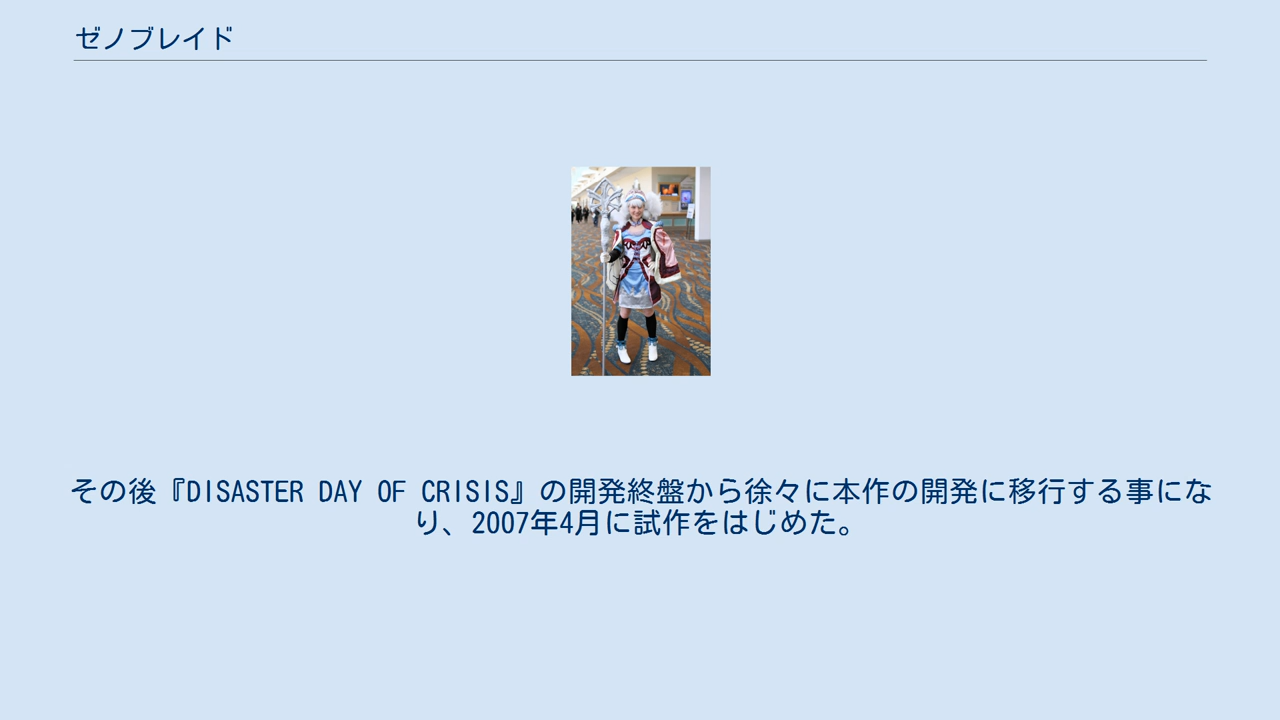 ゼノブレイド
その後『DISASTER DAY OF CRISIS』の開発終盤から徐々に本作の開発に移行する事にな
り、2007年4月に試作をはじめた。